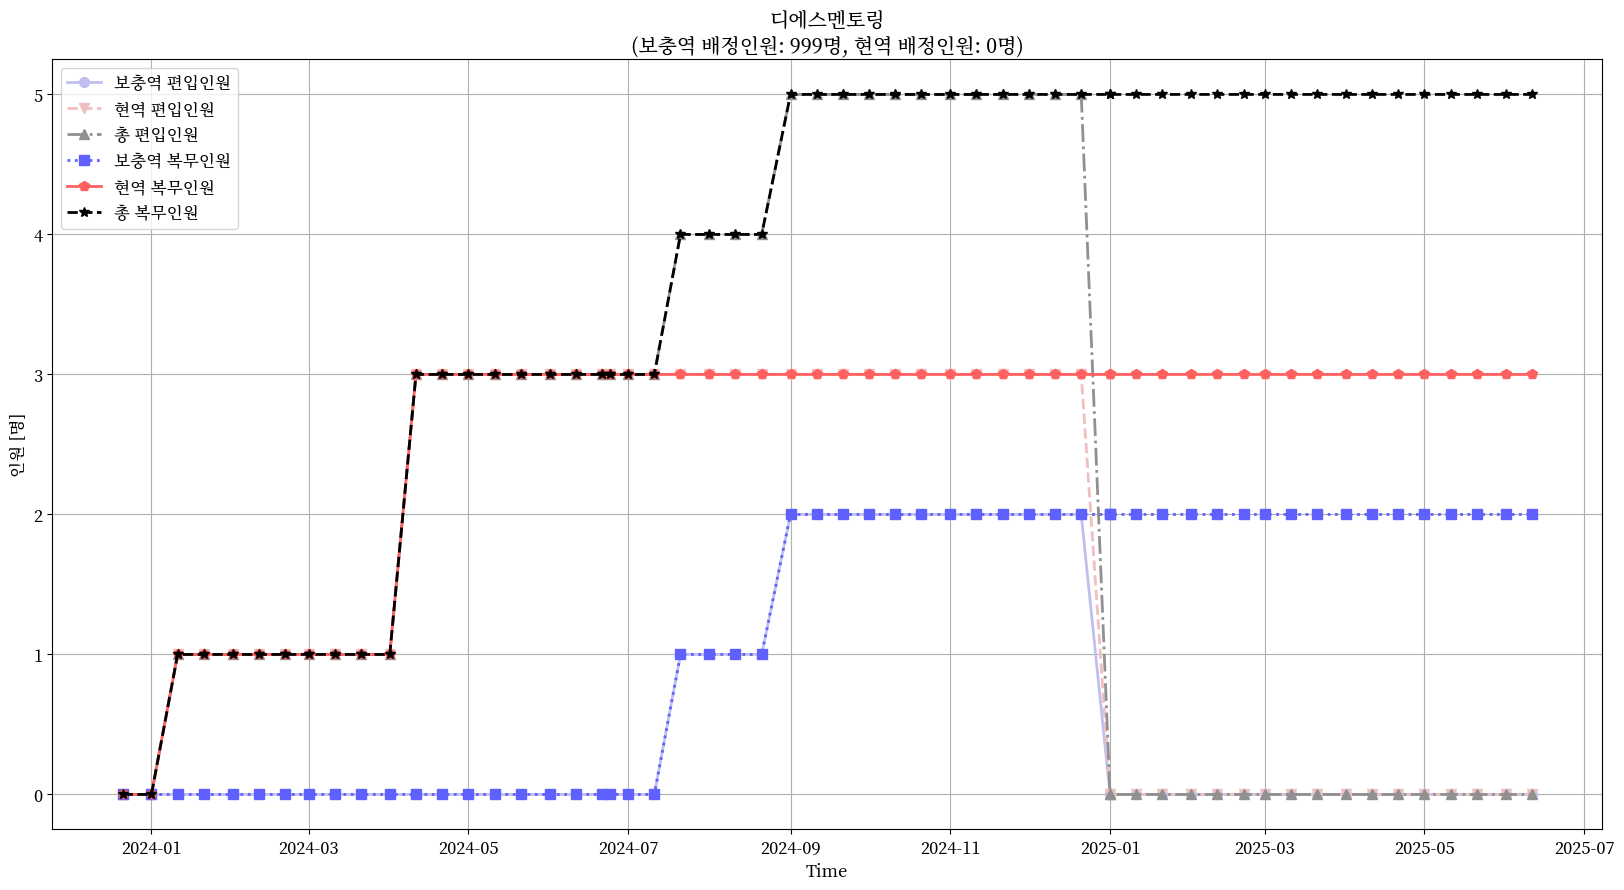 디에스멘토링
(보충역 배정인원: 999명, 현역 배정인원: 0명)
보충역 편입인원
현역 편입인원
총 편입인원
보충역 복무인원
현역 복무인원
총 복무인원
5
4
3
2
1
0
인원 [명]
2024-01
2024-03
2024-05
2024-07
2024-09
2024-11
2025-01
2025-03
2025-05
2025-07
Time